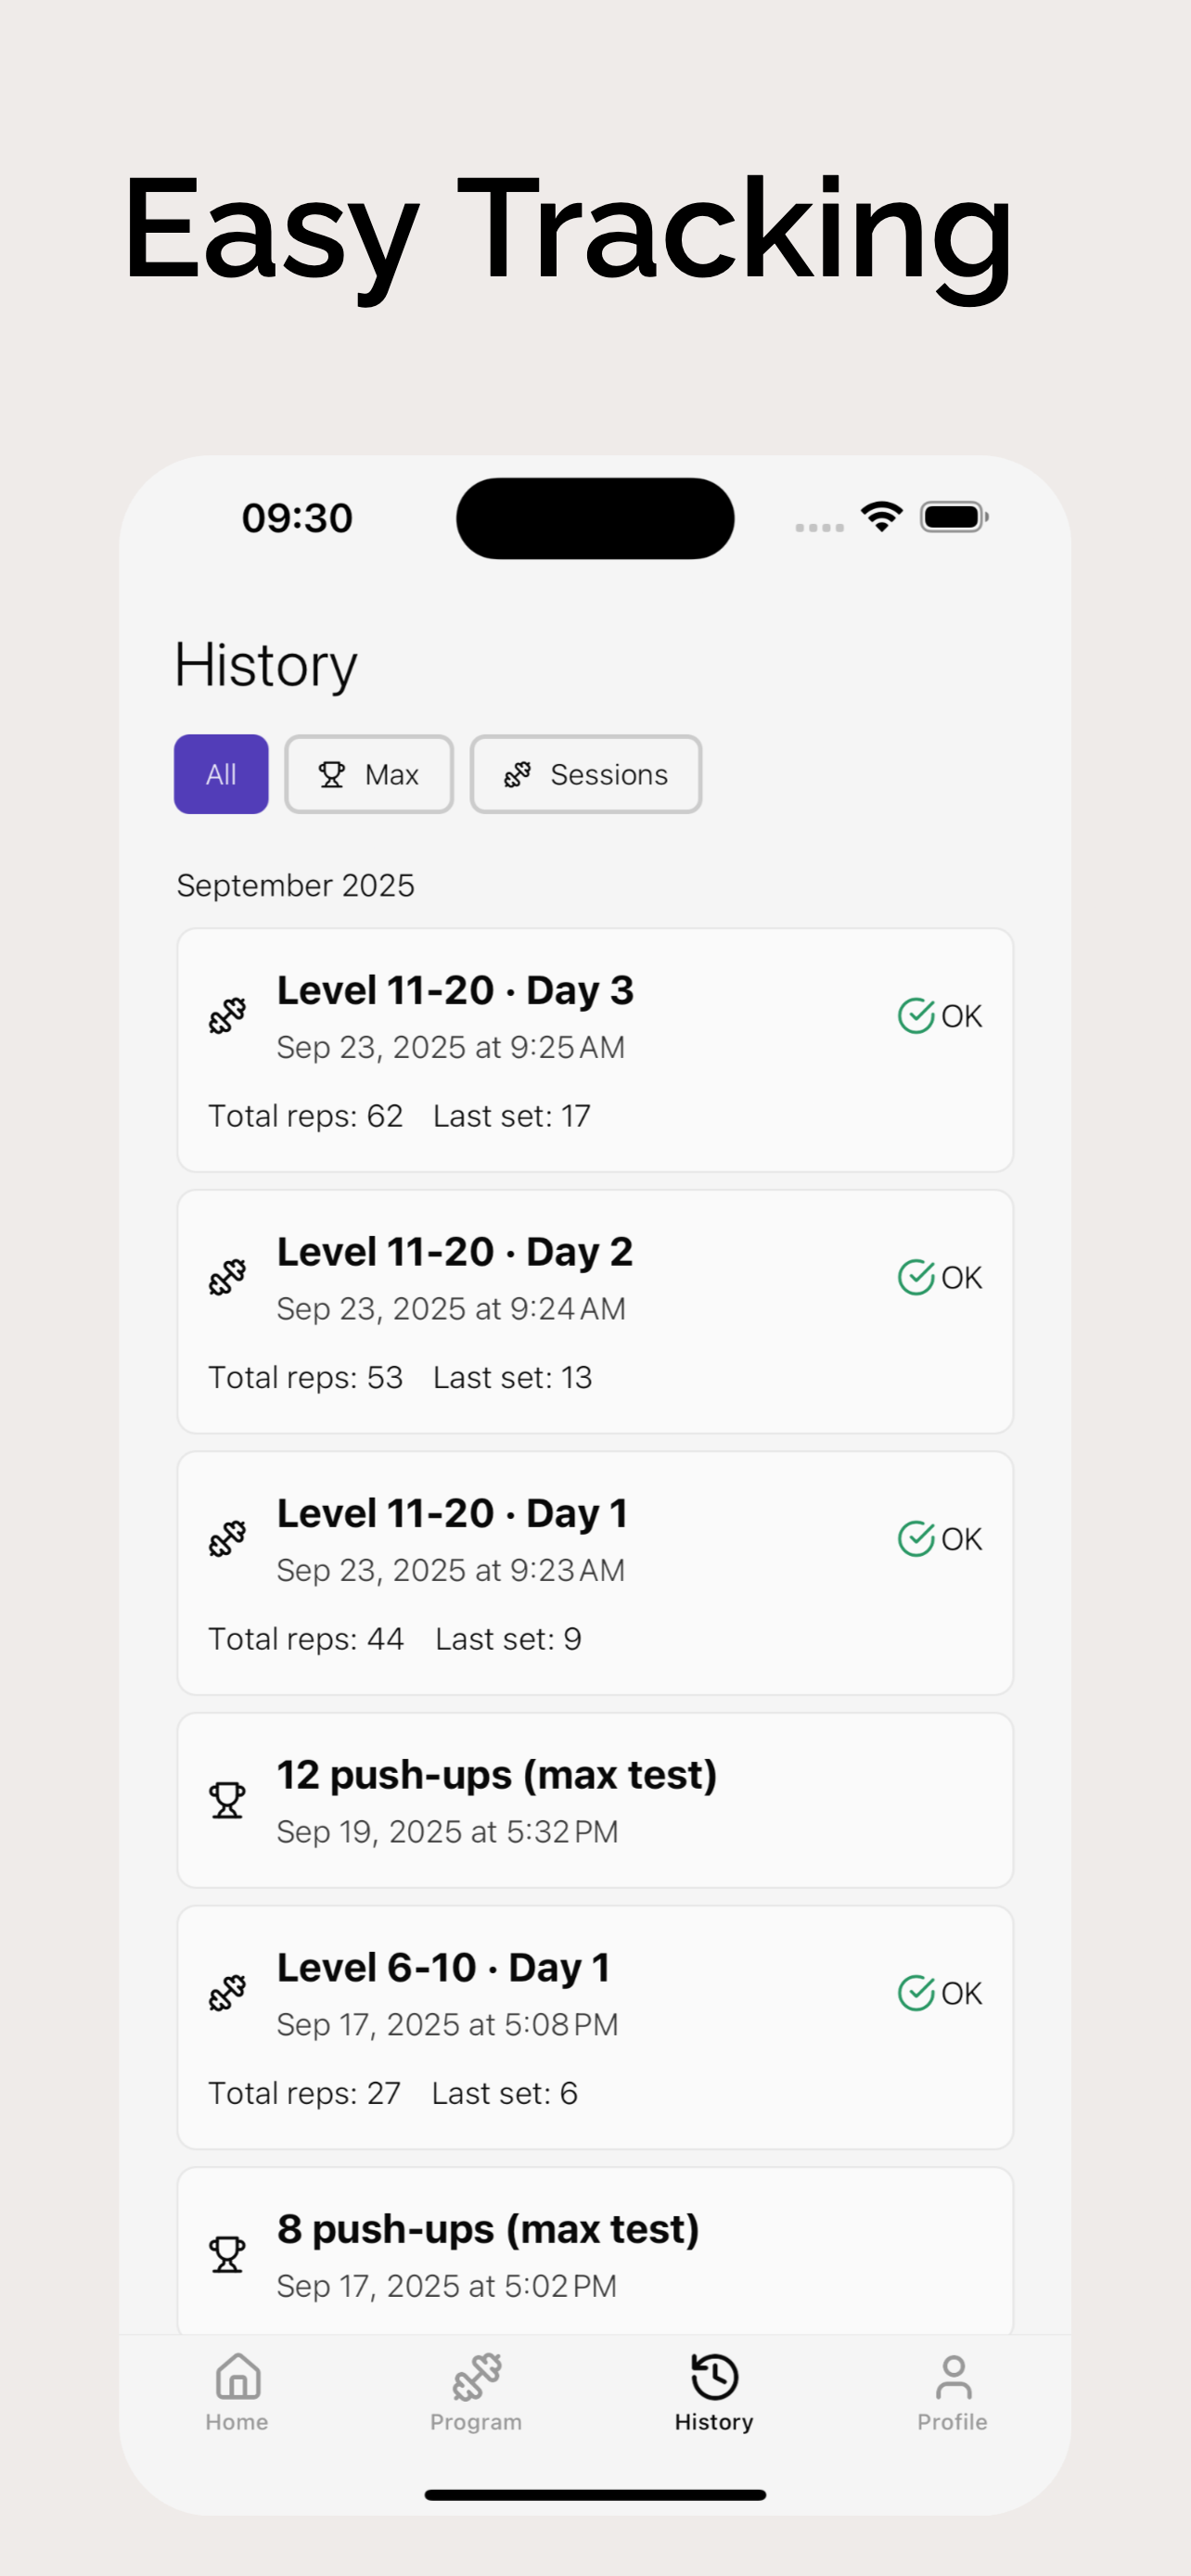 Easy Tracking
09:30
History
All
Max
Sessions
September 2025
Level 11-20 · Day 3
OK
Sep 23, 2025 at 9:25 AM
Total reps: 62 Last set: 17
Level 11-20 · Day 2
OK
Sep 23, 2025 at 9:24 AM
Total reps: 53 Last set: 13
Level 11-20 · Day 1
OK
Sep 23, 2025 at 9:23 AM
Total reps: 44 Last set: 9
12 push-ups (max test)
Sep 19, 2025 at 5:32 PM
Level 6-10 · Day 1
OK
Sep 17, 2025 at 5:08 PM
Total reps: 27 Last set: 6
8 push-ups (max test)
Sep 17, 2025 at 5:02 PM
Home
Program
History
Profile